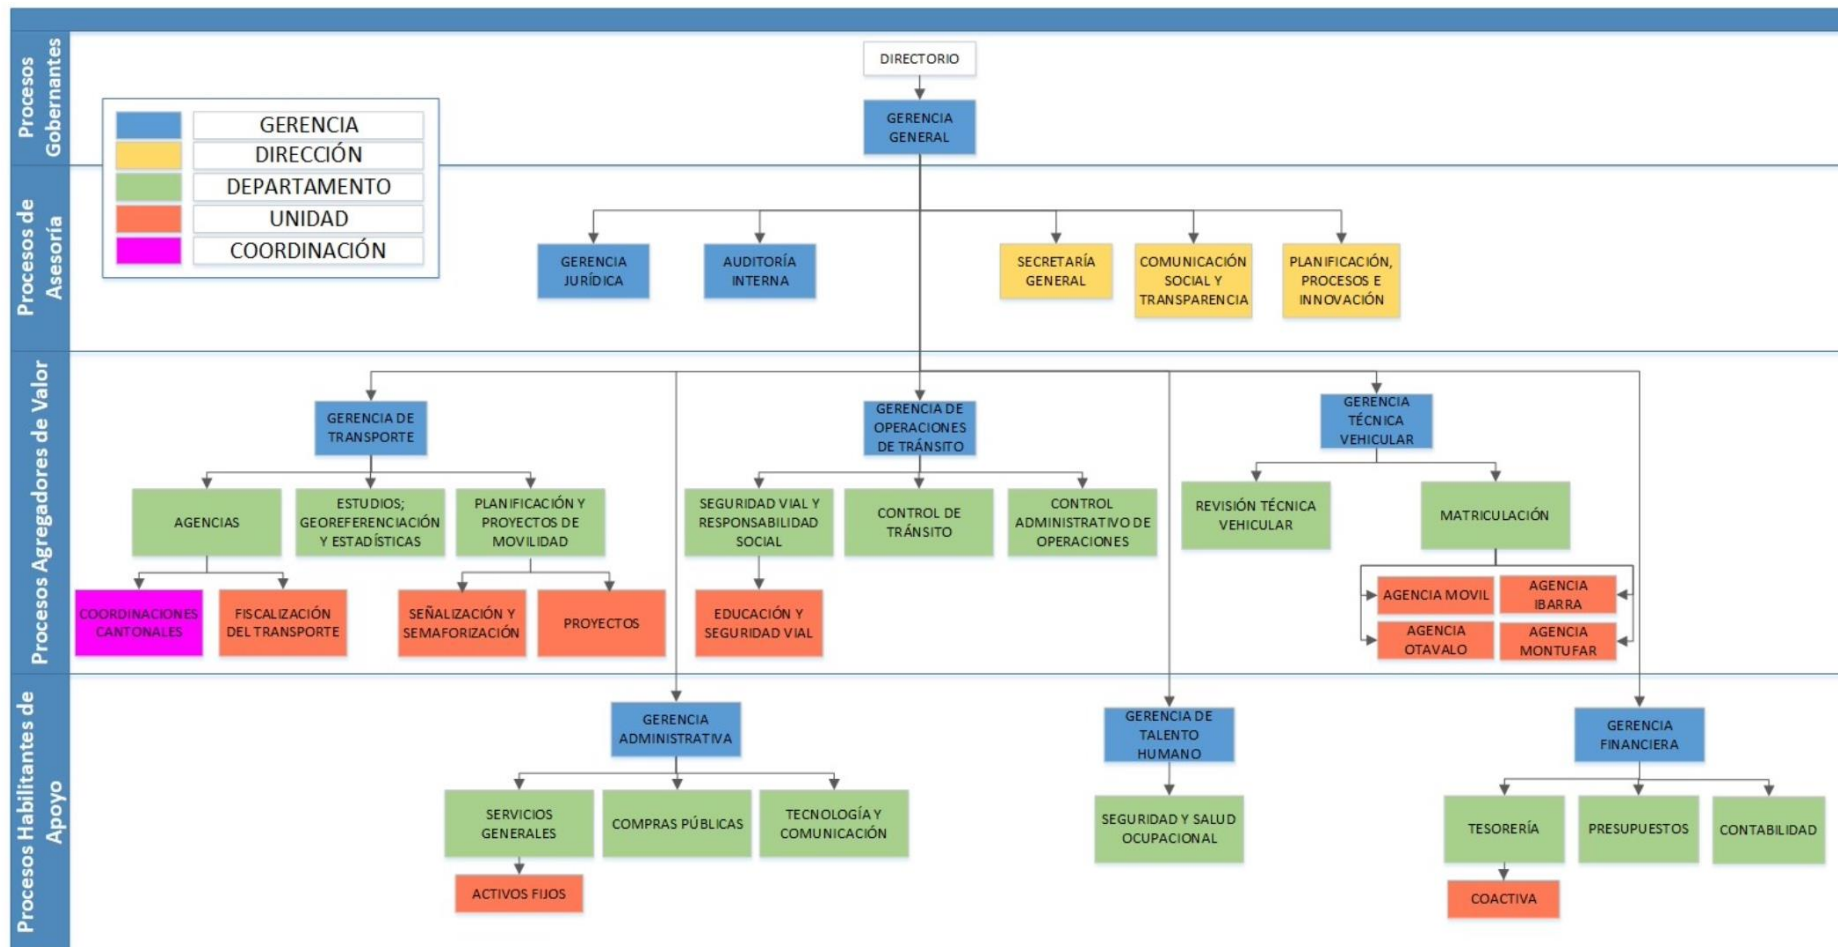 Procesos
Gobernantes
DIRECTORIO
GERENCIA
GENERAL
GERENCIA
DIRECCIÓN
DEPARTAMENTO
UNIDAD
COORDINACIÓN
Procesos de
Asesoría
GERENCIA
JURÍDICA
AUDITORÍA
INTERNA
SECRETARÍA
GENERAL
COMUNICACIÓN
SOCIAL Y
TRANSPARENCIA
PLANIFICACIÓN,
PROCESOS E
INNOVACIÓN
Procesos Agregadores de Valor
GERENCIA DE
TRANSPORTE
GERENCIA DE
OPERACIONES
DE TRÁNSITO
GERENCIA
TÉCNICA
VEHICULAR
AGENCIAS
ESTUDIOS;
GEOREFERENCIACIÓN
Y ESTADÍSTICAS
PLANIFICACIÓN Y
PROYECTOS DE
MOVILIDAD
SEGURIDAD VIAL Y
RESPONSABILIDAD
SOCIAL
CONTROL DE
TRÁNSITO
CONTROL
ADMINISTRATIVO DE
OPERACIONES
REVISIÓN TÉCNICA
VEHICULAR
MATRICULACIÓN
COORDINACIONES
CANTONALES
FISCALIZACIÓN
DEL TRANSPORTE
SEÑALIZACIÓN Y
SEMAFORIZACIÓN
PROYECTOS
EDUCACIÓN Y
SEGURIDAD VIAL
AGENCIA MOVIL
AGENCIA
IBARRA
AGENCIA
OTAVALO
AGENCIA
MONTUFAR
Procesos Habilitantes de
Apoyo
GERENCIA
ADMINISTRATIVA
GERENCIA DE
TALENTO
HUMANO
GERENCIA
FINANCIERA
SERVICIOS
GENERALES
COMPRAS PÚBLICAS
TECNOLOGÍA Y
COMUNICACIÓN
SEGURIDAD Y SALUD
OCUPACIONAL
TESORERÍA
PRESUPUESTOS
CONTABILIDAD
ACTIVOS FIJOS
COACTIVA